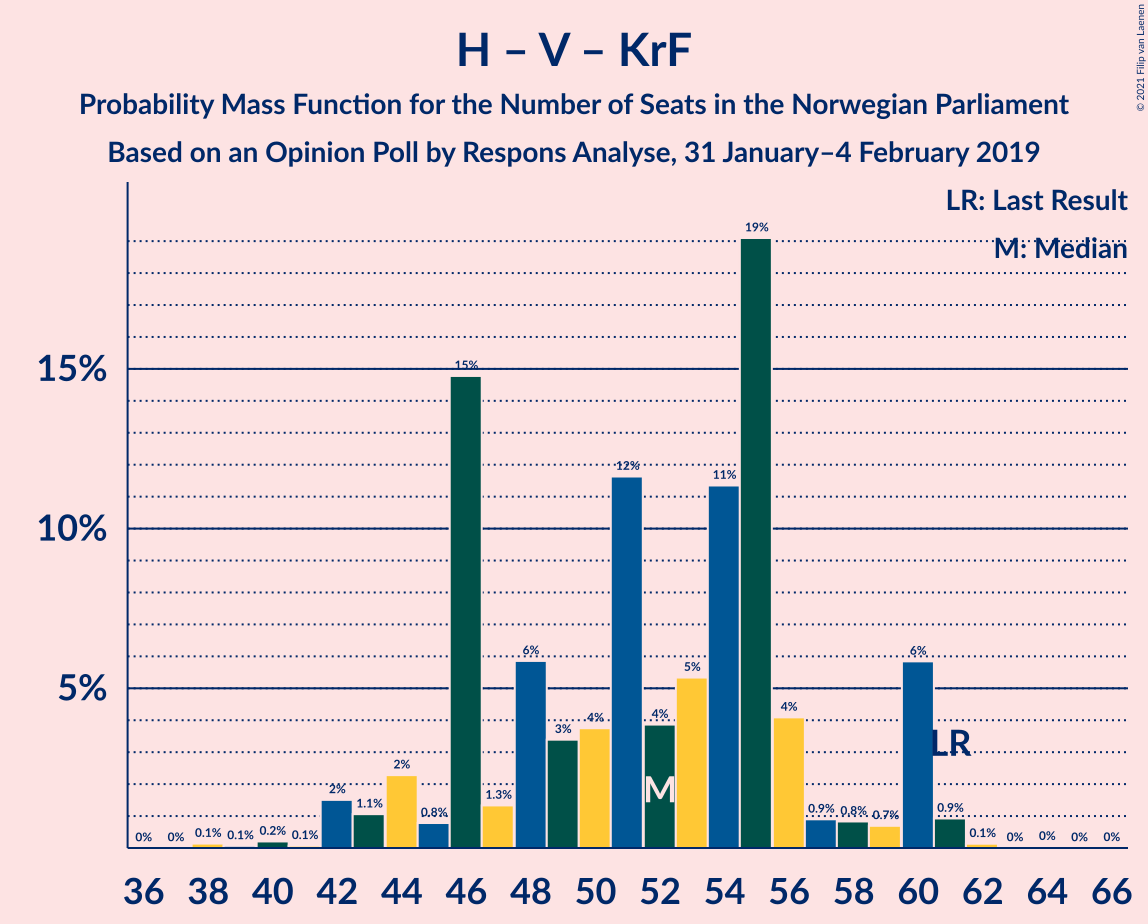 H – V – KrF
Probability Mass Function for the Number of Seats in the Norwegian Parliament
Based on an Opinion Poll by Respons Analyse, 31 January–4 February 2019
© 2021 Filip van Laenen
LR: Last Result
M: Median
15%
10%
5%
0% 0% 0.1% 0.1% 0.2% 0.1% 2% 1.1% 2% 0.8% 15% 1.3% 6% 3% 4% 12% 4% 5% 11% 19% 4% 0.9% 0.8% 0.7% 6% 0.9% 0.1% 0% 0% 0% 0%
M
LR
36 38 40 42 44 46 48 50 52 54 56 58 60 62 64 66